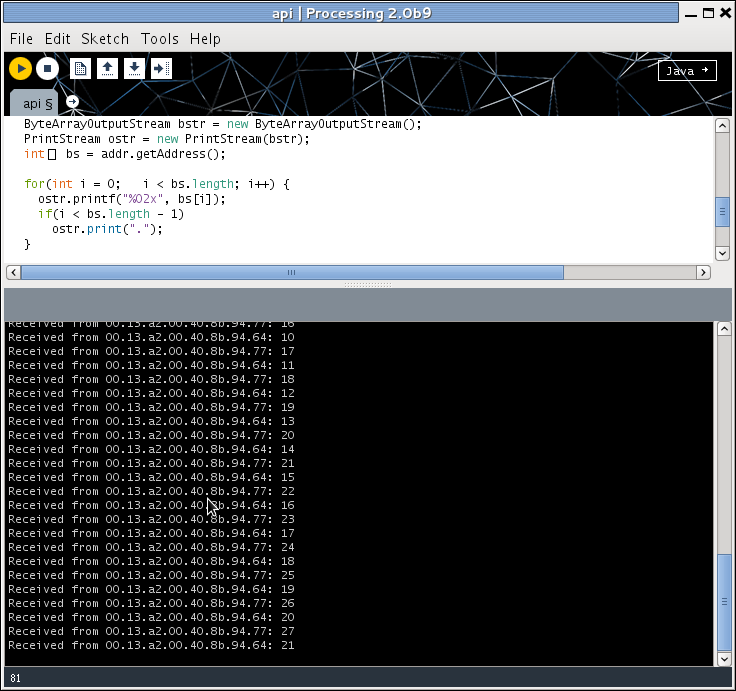 api | Processing 2.0b9
File Edit Sketch Tools Help
Java
api §
ByteArrayOutputStream bstr = new ByteArrayOutputStream();
PrintStream ostr = new PrintStream(bstr);
int[] bs = addr.getAddress();
for(int i = 0;   i < bs.length; i++) {
ostr.printf("%02x", bs[i]);
if(i < bs.length - 1)
ostr.print(".");
}
Received from 00.13.a2.00.40.8b.94.77: 16
Received from 00.13.a2.00.40.8b.94.64: 10
Received from 00.13.a2.00.40.8b.94.77: 17
Received from 00.13.a2.00.40.8b.94.64: 11
Received from 00.13.a2.00.40.8b.94.77: 18
Received from 00.13.a2.00.40.8b.94.64: 12
Received from 00.13.a2.00.40.8b.94.77: 19
Received from 00.13.a2.00.40.8b.94.64: 13
Received from 00.13.a2.00.40.8b.94.77: 20
Received from 00.13.a2.00.40.8b.94.64: 14
Received from 00.13.a2.00.40.8b.94.77: 21
Received from 00.13.a2.00.40.8b.94.64: 15
Received from 00.13.a2.00.40.8b.94.77: 22
Received from 00.13.a2.00.40.8b.94.64: 16
Received from 00.13.a2.00.40.8b.94.77: 23
Received from 00.13.a2.00.40.8b.94.64: 17
Received from 00.13.a2.00.40.8b.94.77: 24
Received from 00.13.a2.00.40.8b.94.64: 18
Received from 00.13.a2.00.40.8b.94.77: 25
Received from 00.13.a2.00.40.8b.94.64: 19
Received from 00.13.a2.00.40.8b.94.77: 26
Received from 00.13.a2.00.40.8b.94.64: 20
Received from 00.13.a2.00.40.8b.94.77: 27
Received from 00.13.a2.00.40.8b.94.64: 21
81